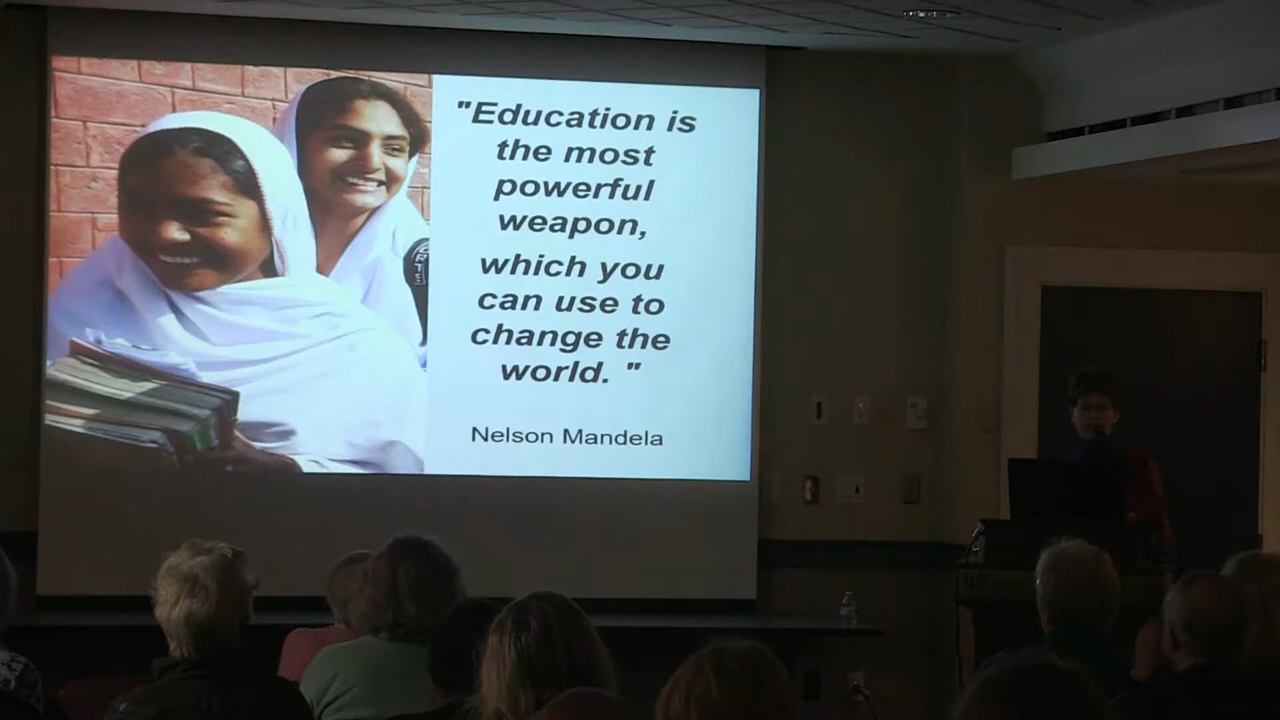 "Education is
the most
powerful
weapon,
which you
can use to
change the
world. "
Nelson Mandela